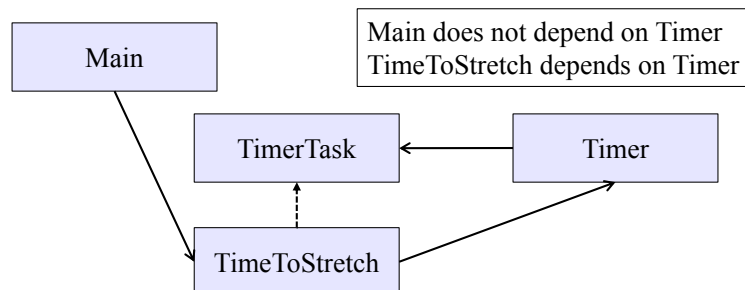 Main
Main does not depend on Timer
TimeToStretch depends on Timer
TimerTask
Timer
TimeToStretch